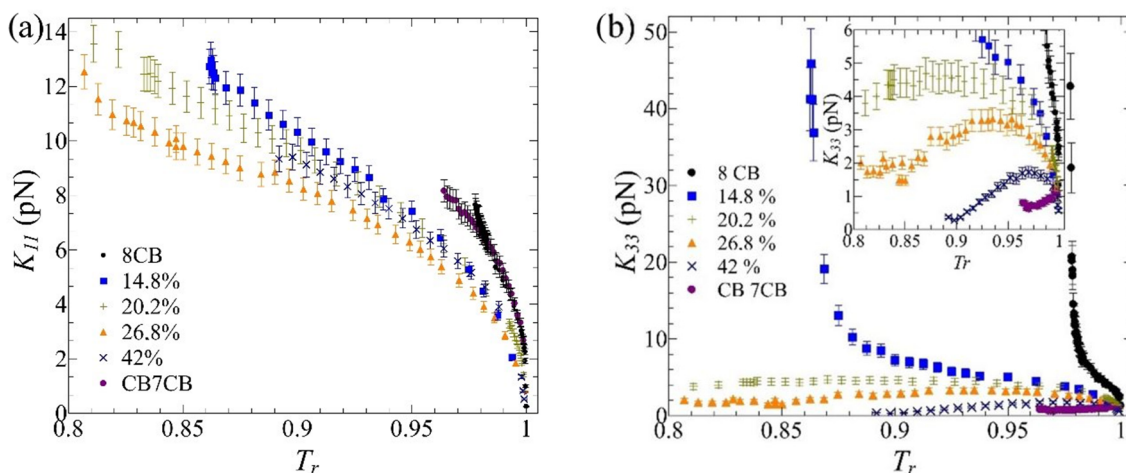 (a)
14
12
10
8
6
4
2
0
K11 (pN)
8CB
14.8%
20.2%
26.8%
42%
CB7CB
0.8 0.85 0.9 0.95 1
Tr
(b)
50
40
30
20
10
0
K33 (pN)
8 CB
14.8 %
20.2 %
26.8 %
42 %
CB 7CB
6
5
4
3
2
1
0
K33 (pN)
0.8 0.85 0.90 0.95 1
Tr
0.8 0.85 0.9 0.95 1
Tr